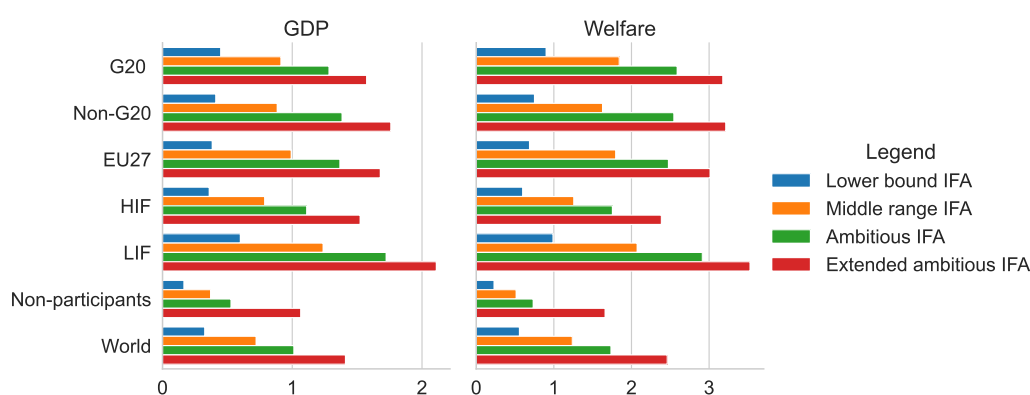 GDP
Welfare
G20
Non-G20
EU27
HIF
LIF
Non-participants
World
0 1 2
0 1 2 3
Legend
Lower bound IFA
Middle range IFA
Ambitious IFA
Extended ambitious IFA